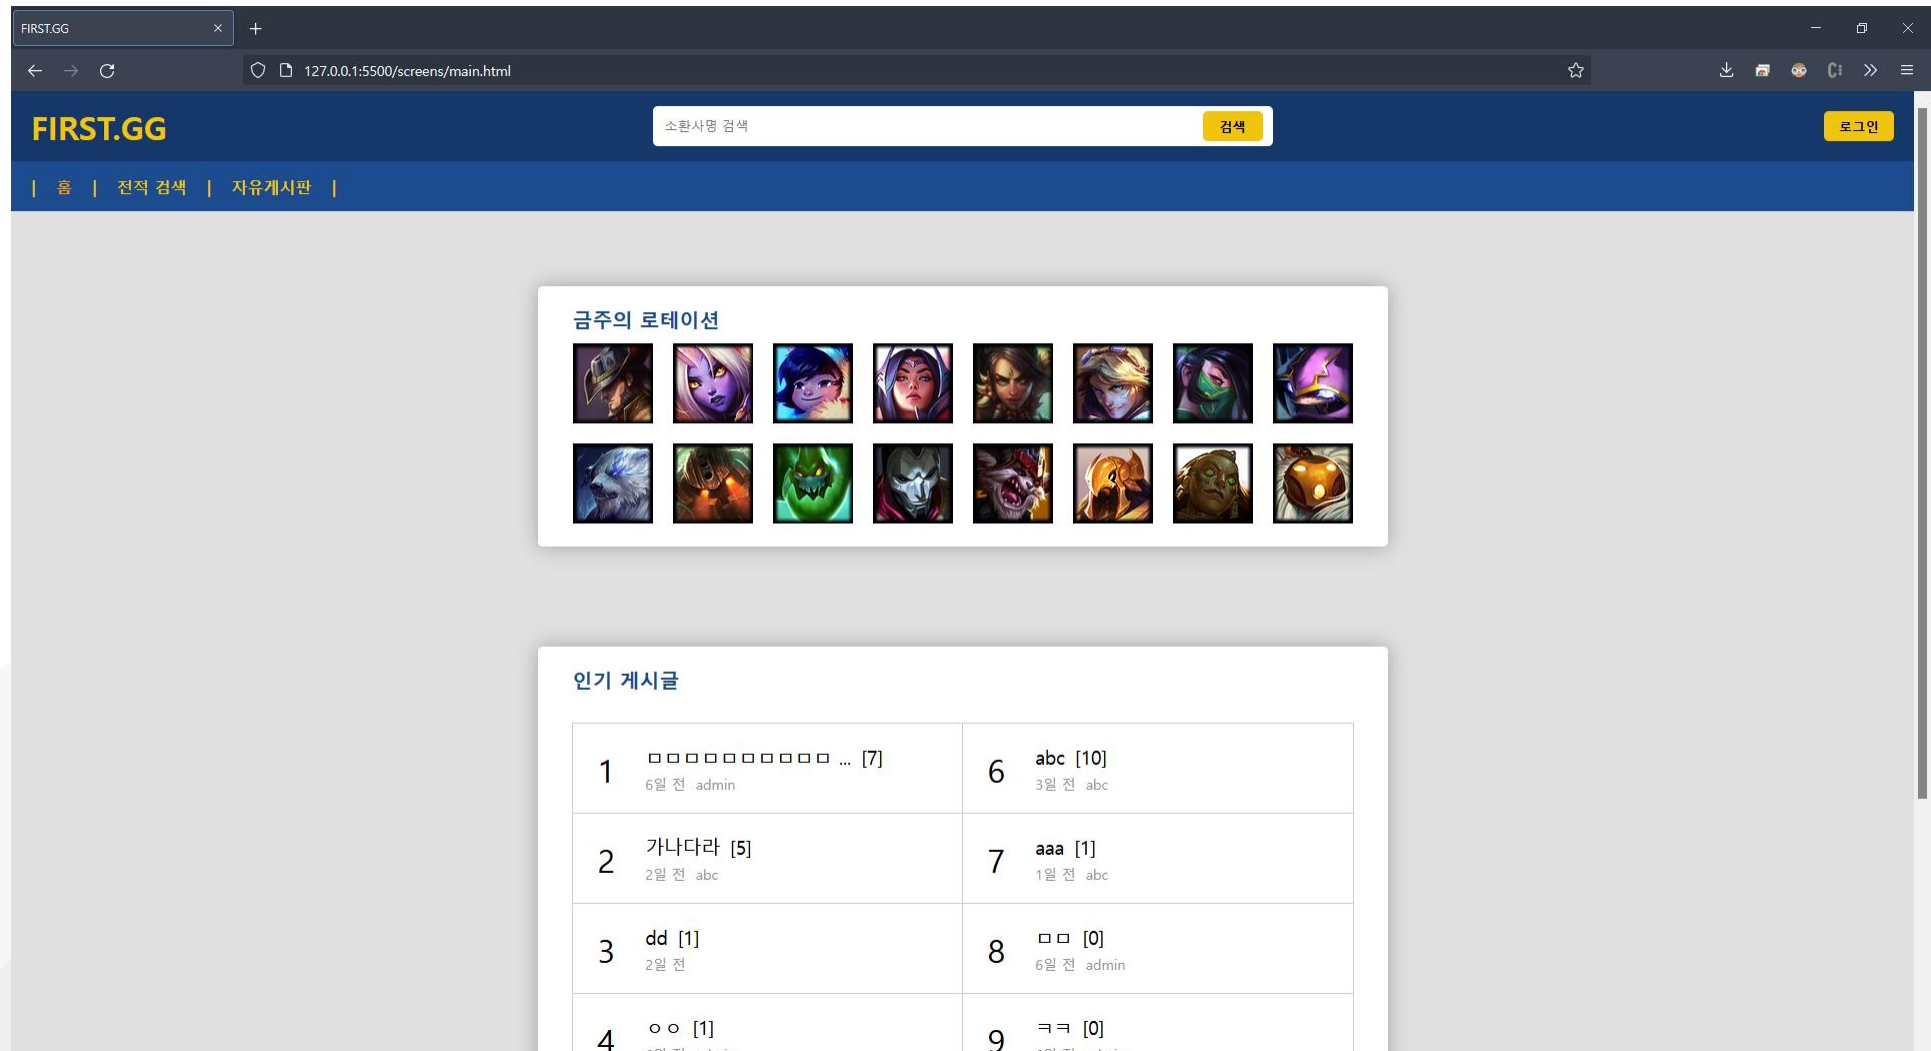 FIRST.GG
127.0.0.1:5500/screens/main.html
FIRST.GG
소환사명 검색 검색
로그인
| 홈 | 전적 검색 | 자유게시판 |
금주의 로테이션
인기 게시글
1 ㅁㅁㅁㅁㅁㅁㅁㅁㅁㅁ ... [7]
6일 전 admin
6 abc [10]
3일 전 abc
2 가나다라 [5]
2일 전 abc
7 aaa [1]
1일 전 abc
3 dd [1]
2일 전
8 ㅁㅁ [0]
6일 전 admin
4 ㅇㅇ [1]
9 ㅋㅋ [0]